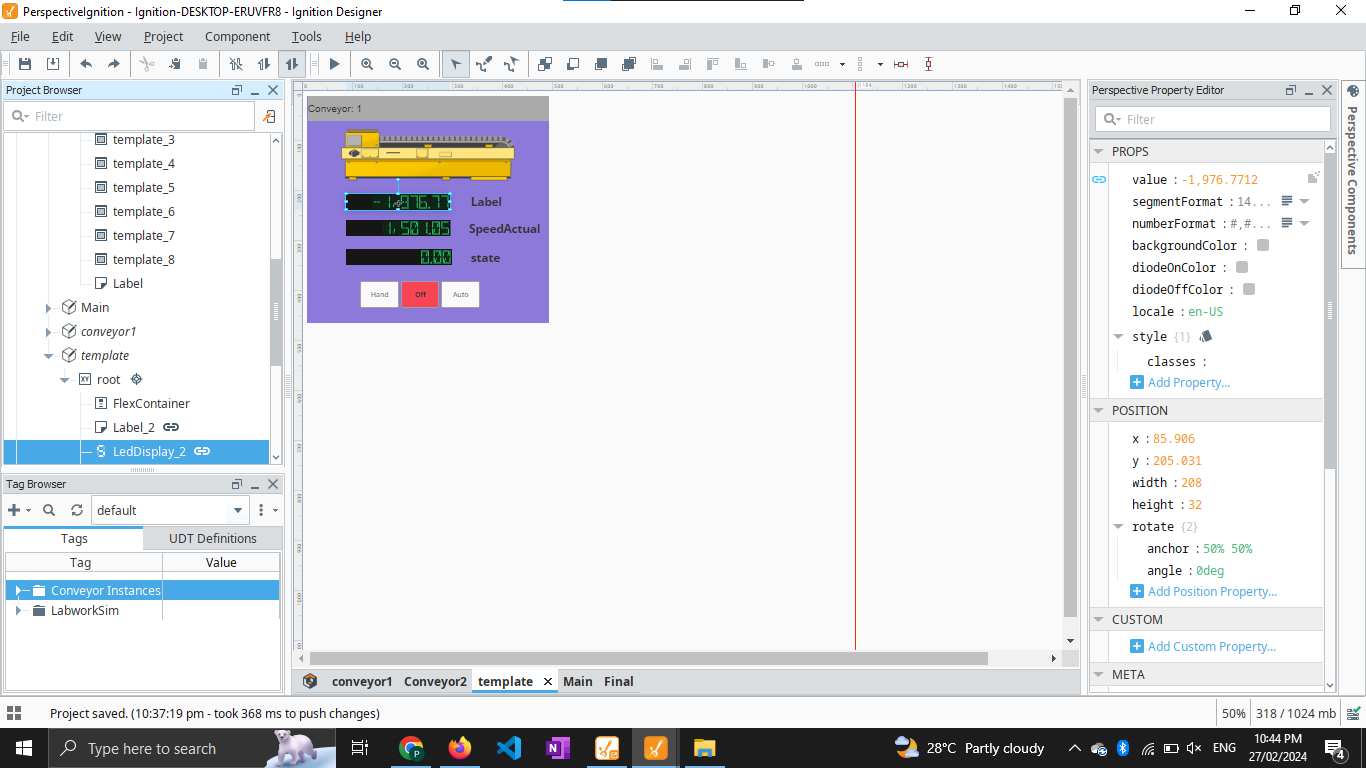 PerspectiveIgnition - Ignition-DESKTOP-ERUVFR8 - Ignition Designer
File Edit View Project Component Tools Help
Project Browser
Filter
template_3
template_4
template_5
template_6
template_7
template_8
Label
Main
conveyor1
template
root
FlexContainer
Label_2
LedDisplay_2
Tag Browser
default
Tags UDT Definitions
Tag Value
Conveyor Instances
LabworkSim
Conveyor: 1
-1,976.77 Label
1,501.05 SpeedActual
0.00 state
Hand Off Auto
conveyor1 Conveyor2 template Main Final
Perspective Property Editor
Filter
PROPS
value : -1,976.7712
segmentFormat : 14...
numberFormat : #,#...
backgroundColor :
diodeOnColor :
diodeOffColor :
locale : en-US
style {1}
classes :
Add Property...
POSITION
x : 85.906
y : 205.031
width : 208
height : 32
rotate {2}
anchor : 50% 50%
angle : 0deg
Add Position Property...
CUSTOM
Add Custom Property...
META
Perspective Components
Project saved. (10:37:19 pm - took 368 ms to push changes)
50% 318 / 1024 mb
Type here to search
28°C Partly cloudy
ENG
10:44 PM
27/02/2024
4